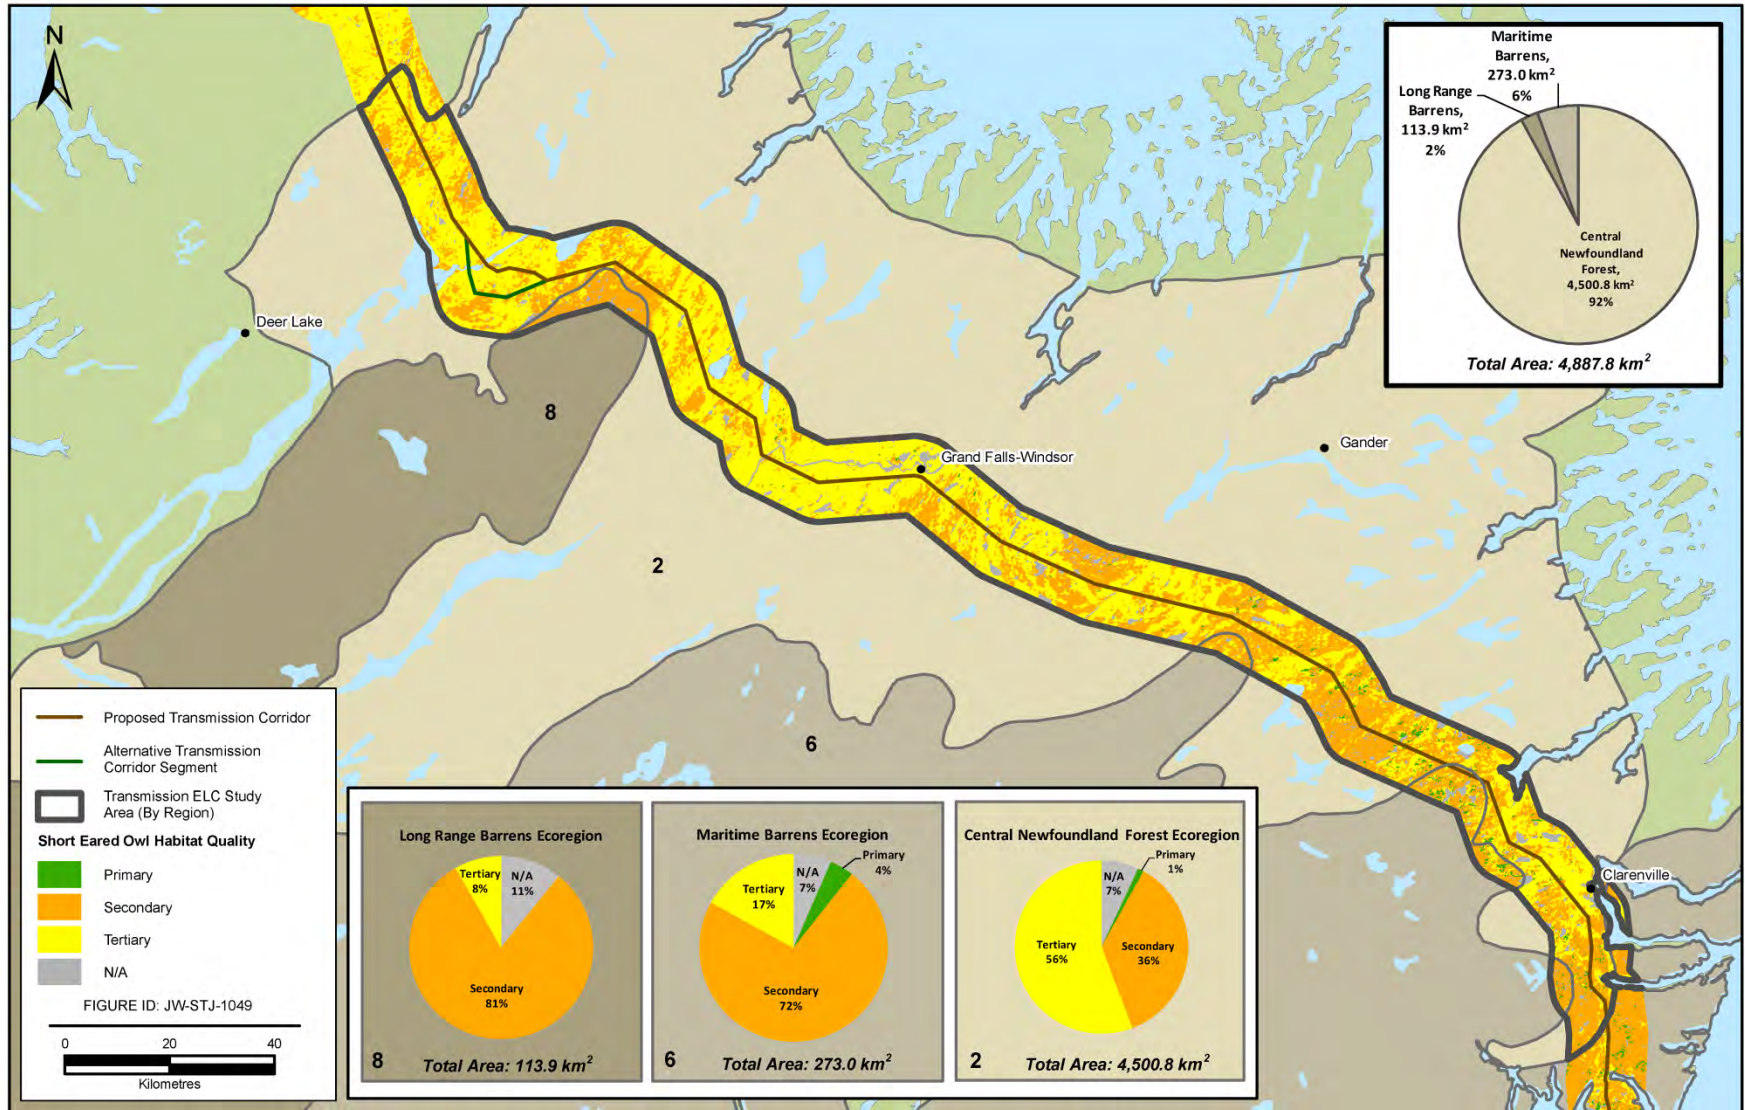 N
Maritime
Barrens,
273.0 km²
6%
Long Range
Barrens,
113.9 km²
2%
Central
Newfoundland
Forest,
4,500.8 km²
92%
Total Area: 4,887.8 km²
Deer Lake
8
Grand Falls-Windsor
Gander
2
6
Clarenville
Proposed Transmission Corridor
Alternative Transmission
Corridor Segment
Transmission ELC Study
Area (By Region)
Short Eared Owl Habitat Quality
Primary
Secondary
Tertiary
N/A
FIGURE ID: JW-STJ-1049
0 20 40
Kilometres
Long Range Barrens Ecoregion
Tertiary
8%
N/A
11%
Secondary
81%
8 Total Area: 113.9 km²
Maritime Barrens Ecoregion
N/A
7%
Primary
4%
Tertiary
17%
Secondary
72%
6 Total Area: 273.0 km²
Central Newfoundland Forest Ecoregion
N/A
7%
Primary
1%
Tertiary
56%
Secondary
36%
2 Total Area: 4,500.8 km²